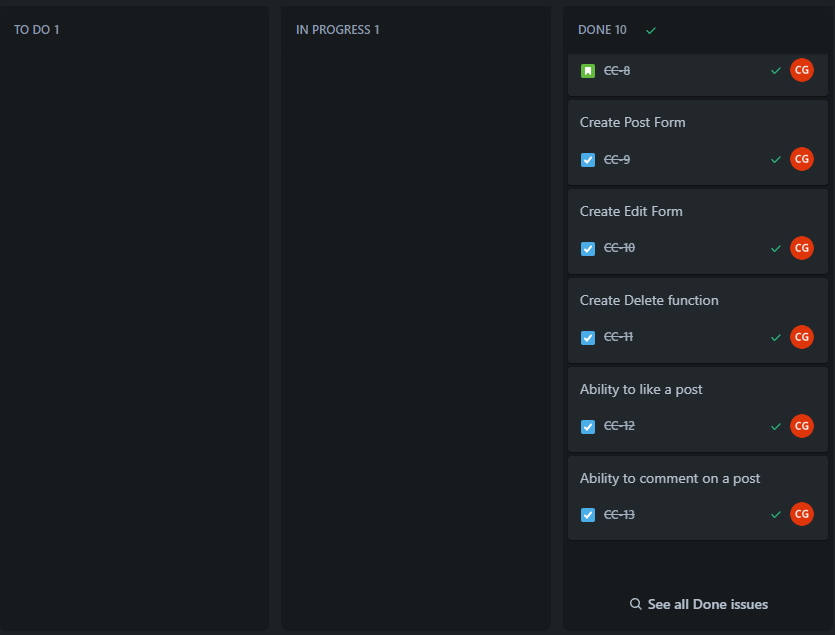 TO DO 1
IN PROGRESS 1
DONE 10
CC-8
CG
Create Post Form
CC-9
CG
Create Edit Form
CC-10
CG
Create Delete function
CC-11
CG
Ability to like a post
CC-12
CG
Ability to comment on a post
CC-13
CG
See all Done issues